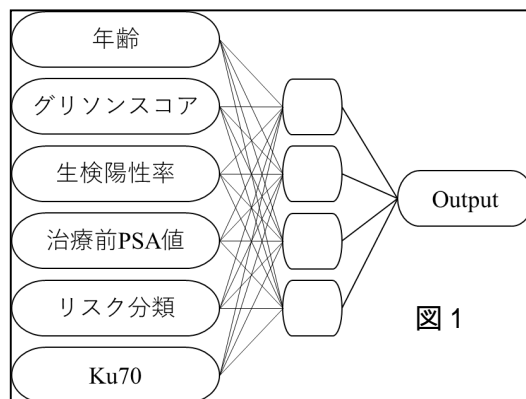 年齢
グリソンスコア
生検陽性率
治療前PSA値
リスク分類
Ku70
Output
図1